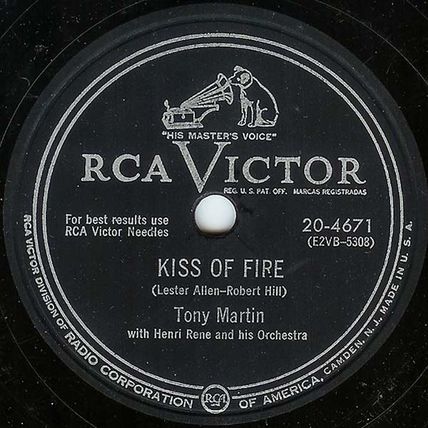 "HIS MASTER'S VOICE"
RCA VICTOR
REG. U. S. PAT. OFF. MARCAS REGISTRADAS
For best results use
RCA Victor Needles
20-4671
(E2VB-5308)
KISS OF FIRE
(Lester Allen-Robert Hill)
Tony Martin
with Henri Rene and his Orchestra
RCA VICTOR DIVISION OF RADIO CORPORATION OF AMERICA, CAMDEN, N.J. MADE IN U.S.A.
RCA